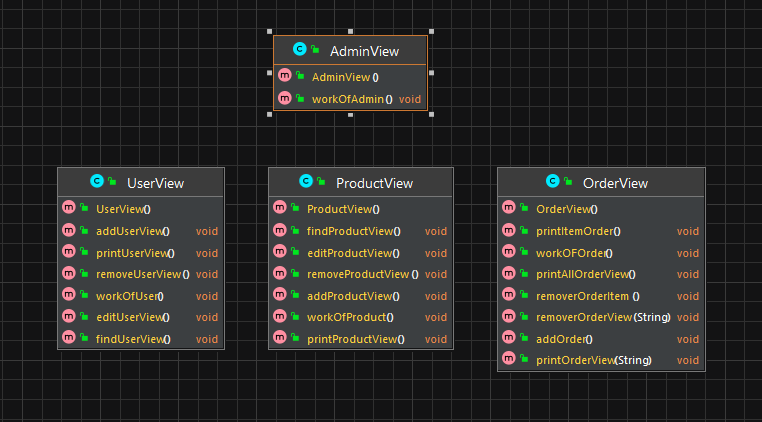 AdminView
AdminView()
workOfAdmin() void
UserView
UserView()
addUserView() void
printUserView() void
removeUserView() void
workOfUser() void
editUserView() void
findUserView() void
ProductView
ProductView()
findProductView() void
editProductView() void
removeProductView() void
addProductView() void
workOfProduct() void
printProductView() void
OrderView
OrderView()
printItemOrder() void
workOFOrder() void
printAllOrderView() void
removerOrderItem () void
removerOrderView(String) void
addOrder() void
printOrderView(String) void